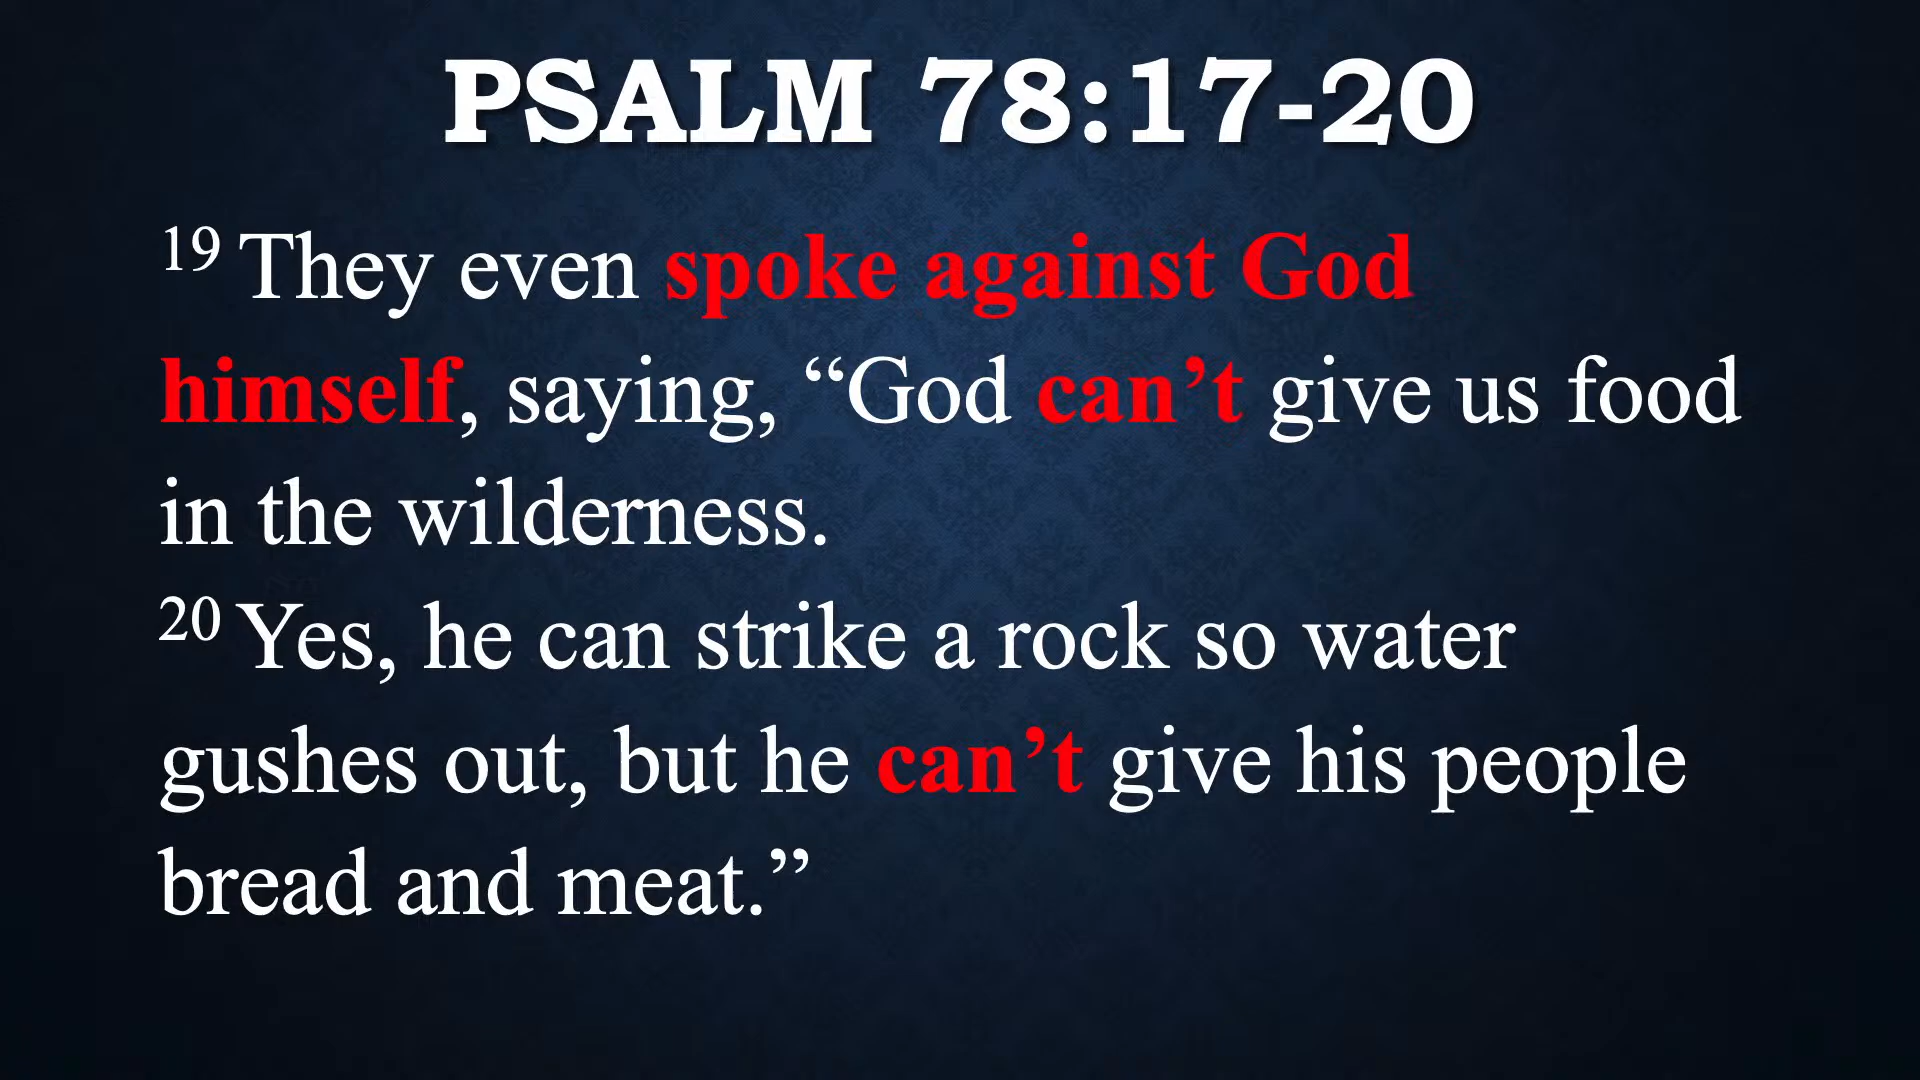 PSALM 78:17-20
19 They even spoke against God
himself, saying, “God can’t give us food
in the wilderness.
20 Yes, he can strike a rock so water
gushes out, but he can’t give his people
bread and meat.”